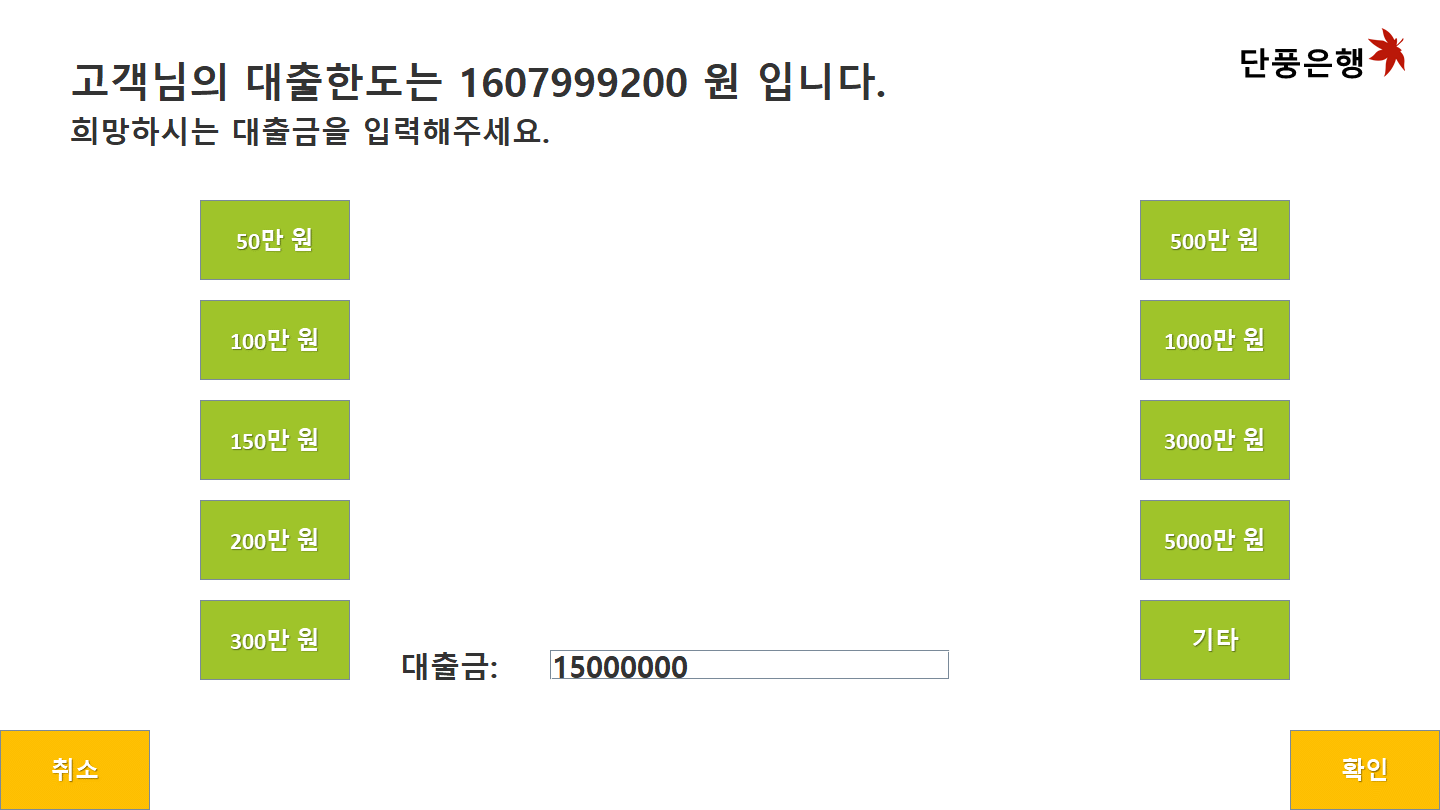 단풍은행
고객님의 대출한도는 1607999200 원 입니다.
희망하시는 대출금을 입력해주세요.
50만 원
100만 원
150만 원
200만 원
300만 원
500만 원
1000만 원
3000만 원
5000만 원
기타
대출금: 15000000
취소
확인